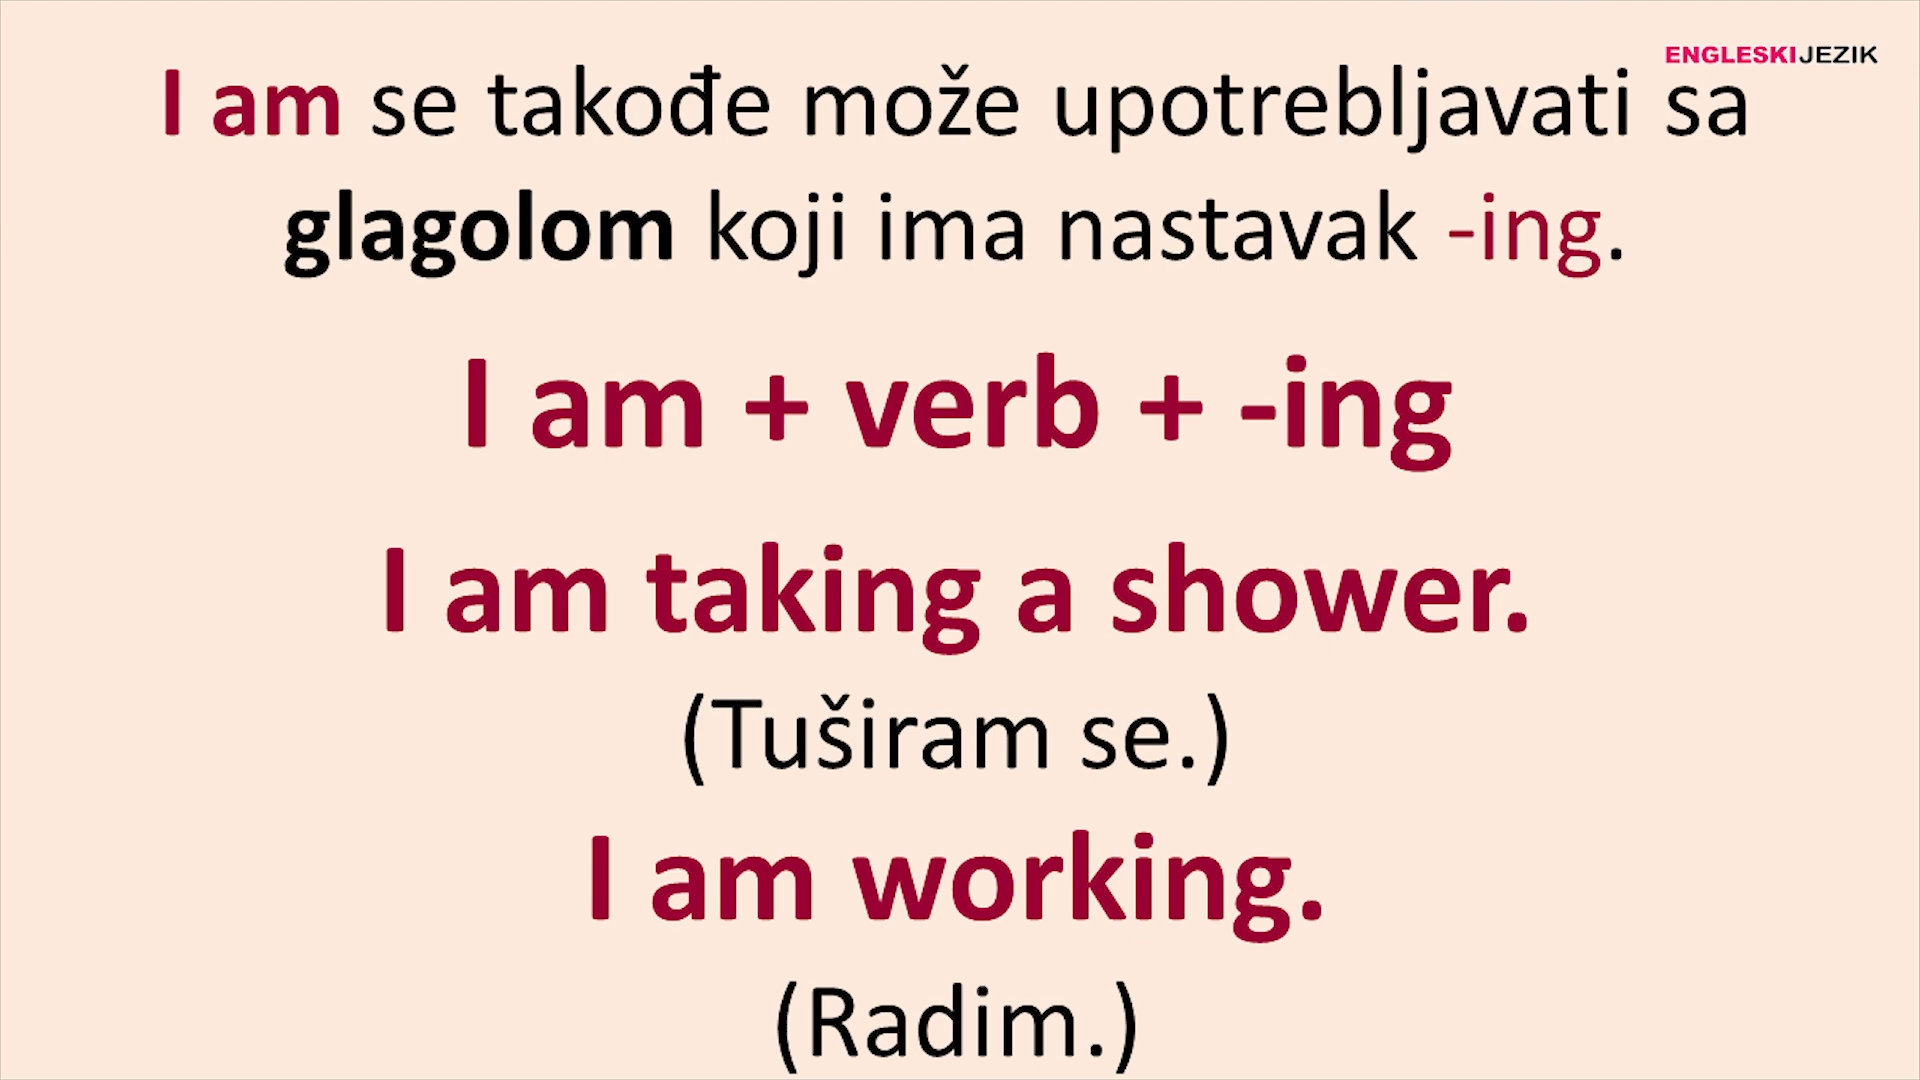 ENGLESKIJEZIK
I am se takođe može upotrebljavati sa
glagolom koji ima nastavak -ing.
I am + verb + -ing
I am taking a shower.
(Tuširam se.)
I am working.
(Radim.)